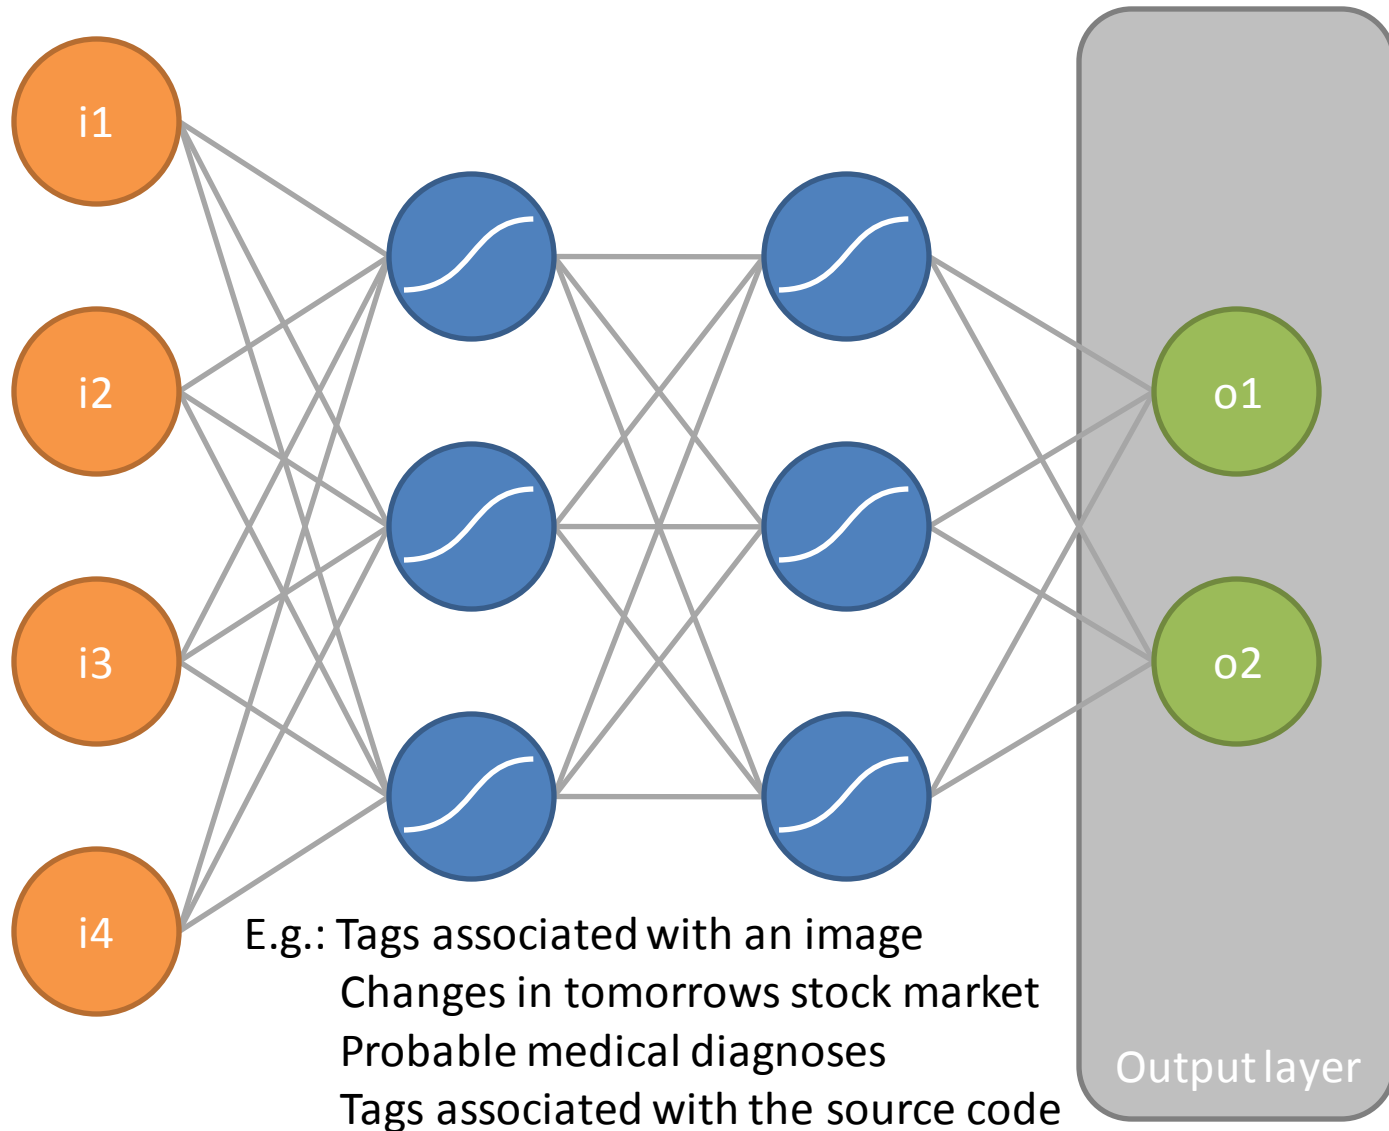 i1
i2
i3
i4
o1
o2
E.g.: Tags associated with an image
Changes in tomorrows stock market
Probable medical diagnoses
Tags associated with the source code
Output layer